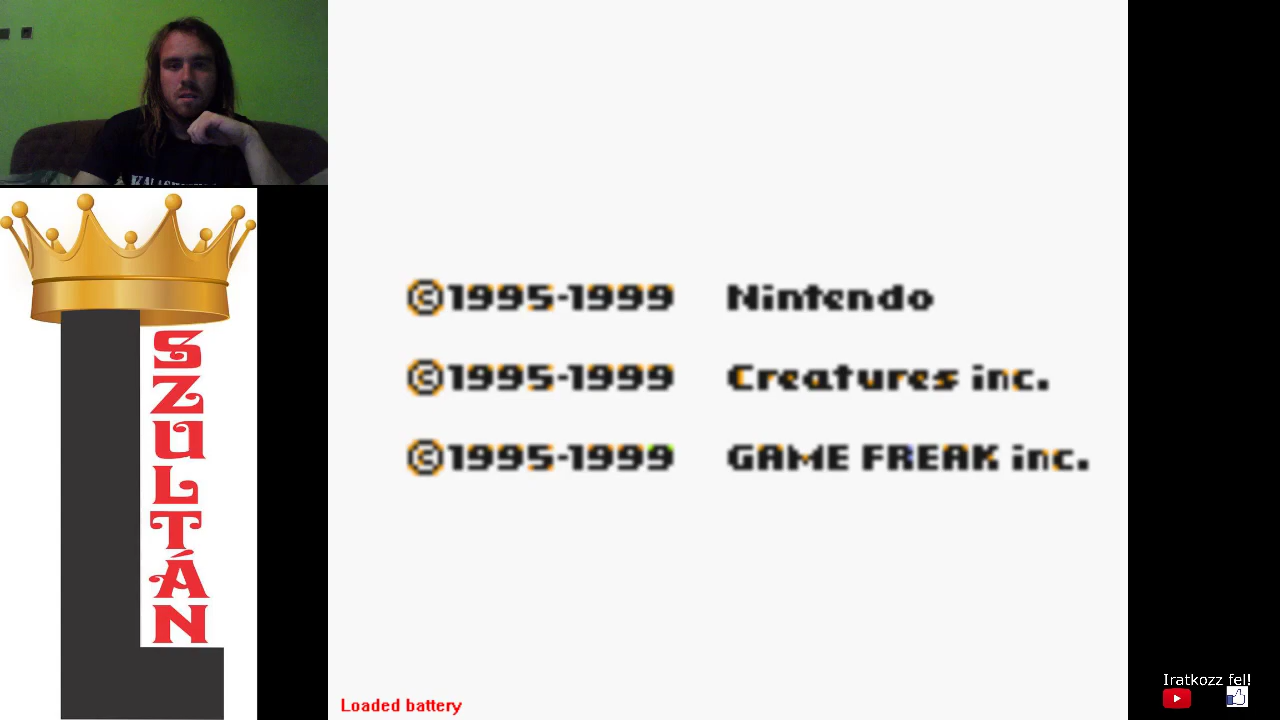 SZULTÁN
©1995-1999 Nintendo
©1995-1999 Creatures inc.
©1995-1999 GAME FREAK inc.
Loaded battery
Iratkozz fel!